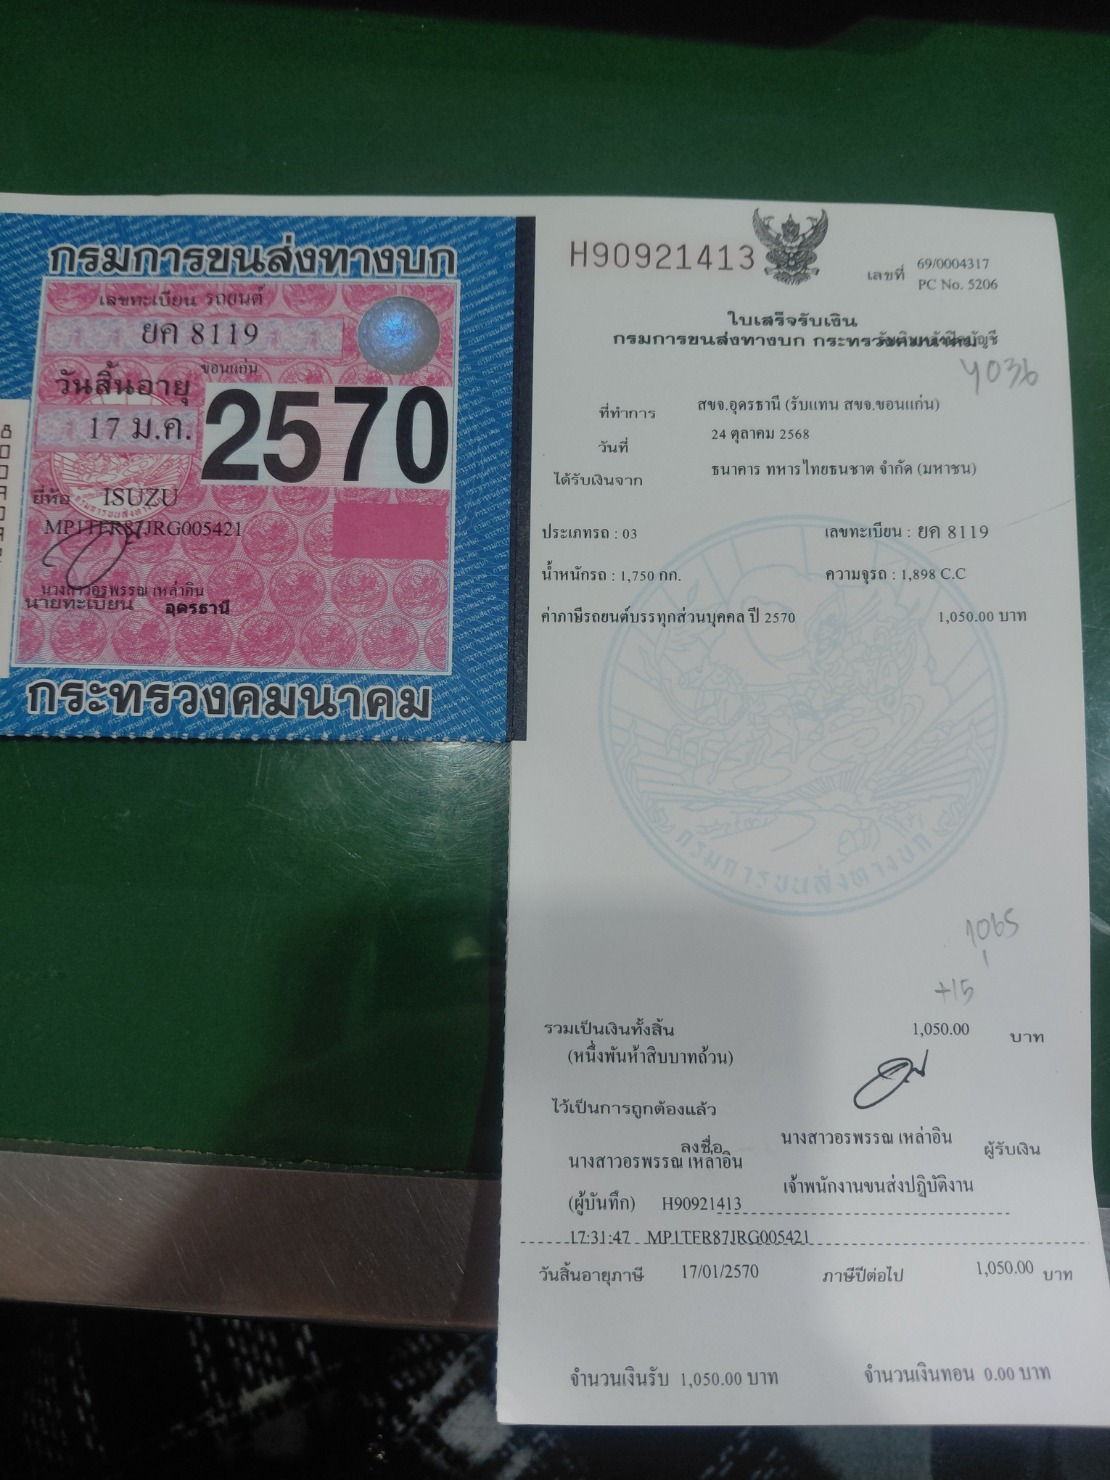 กรมการขนส่งทางบก
เลขทะเบียน รถยนต์
ยค 8119
ขอนแก่น
วันสิ้นอายุ
17 ม.ค. 2570
ยี่ห้อ ISUZU
MP1TER87JRG005421
นางสาวอรพรรณ เหล่าอิน
นายทะเบียน อุดรธานี
กระทรวงคมนาคม
H90921413
เลขที่ 69/0004317
PC No. 5206
ใบเสร็จรับเงิน
กรมการขนส่งทางบก กระทรวงคมนาคม
4036
ที่ทำการ สขจ.อุดรธานี (รับแทน สขจ.ขอนแก่น)
วันที่ 24 ตุลาคม 2568
ได้รับเงินจาก ธนาคาร ทหารไทยธนชาต จำกัด (มหาชน)
ประเภทรถ : 03 เลขทะเบียน : ยค 8119
น้ำหนักรถ : 1,750 กก. ความจุรถ : 1,898 C.C
ค่าภาษีรถยนต์บรรทุกส่วนบุคคล ปี 2570 1,050.00 บาท
กรมการขนส่งทางบก
1065
+15
รวมเป็นเงินทั้งสิ้น 1,050.00 บาท
(หนึ่งพันห้าสิบบาทถ้วน)
ไว้เป็นการถูกต้องแล้ว
ลงชื่อ นางสาวอรพรรณ เหล่าอิน ผู้รับเงิน
นางสาวอรพรรณ เหล่าอิน
เจ้าพนักงานขนส่งปฏิบัติงาน
(ผู้บันทึก) H90921413
17:31:47 MP1TER87JRG005421
วันสิ้นอายุภาษี 17/01/2570 ภาษีปีต่อไป 1,050.00 บาท
จำนวนเงินรับ 1,050.00 บาท จำนวนเงินทอน 0.00 บาท